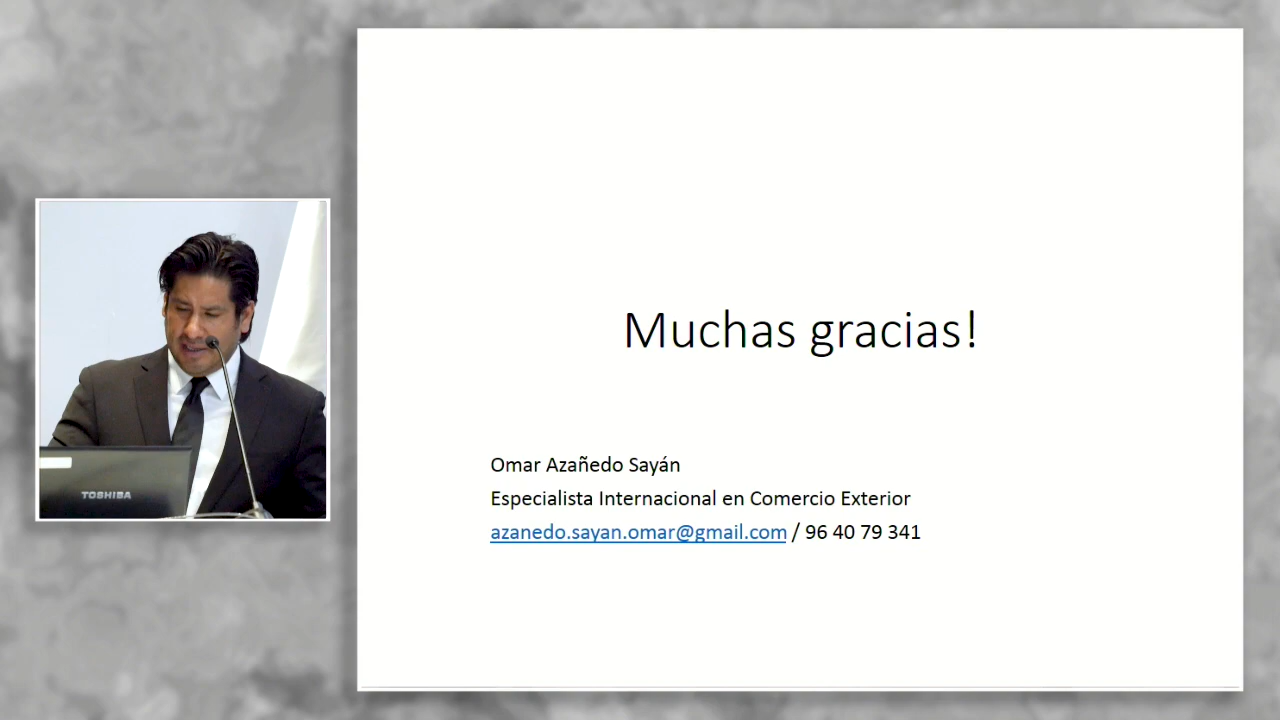 Muchas gracias!
Omar Azañedo Sayán
Especialista Internacional en Comercio Exterior
azanedo.sayan.omar@gmail.com / 96 40 79 341
TOSHIBA